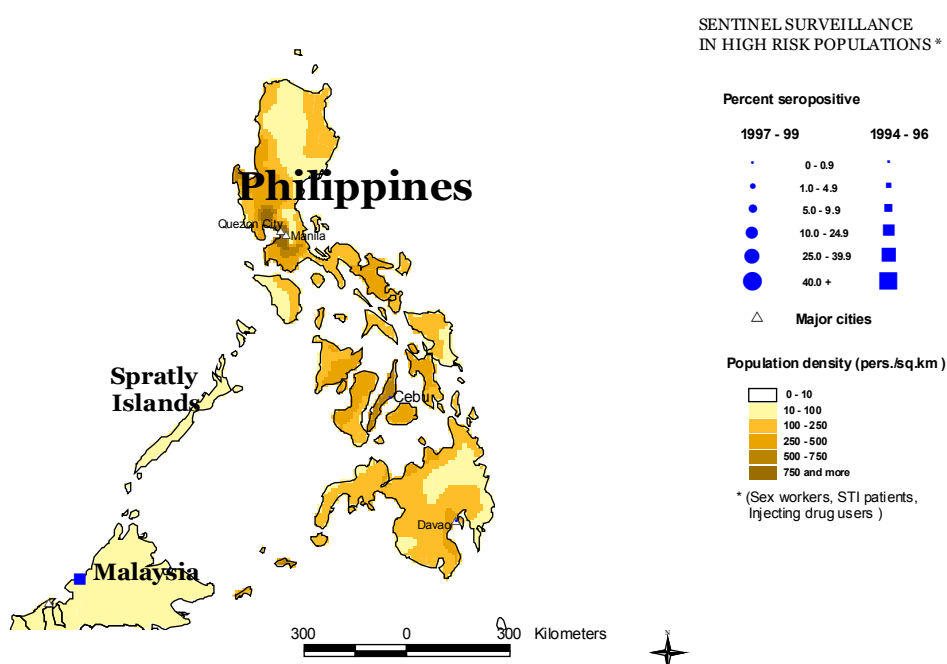 SENTINEL SURVEILLANCE
IN HIGH RISK POPULATIONS *
Percent seropositive
1997 - 99 1994 - 96
0 - 0.9
1.0 - 4.9
5.0 - 9.9
10.0 - 24.9
25.0 - 39.9
40.0 +
Major cities
Population density (pers./sq.km )
0 - 10
10 - 100
100 - 250
250 - 500
500 - 750
750 and more
* (Sex workers, STI patients,
Injecting drug users )
Philippines
Quezon City
Manila
Spratly
Islands
Cebu
Davao
Malaysia
300 0 300 Kilometers
N